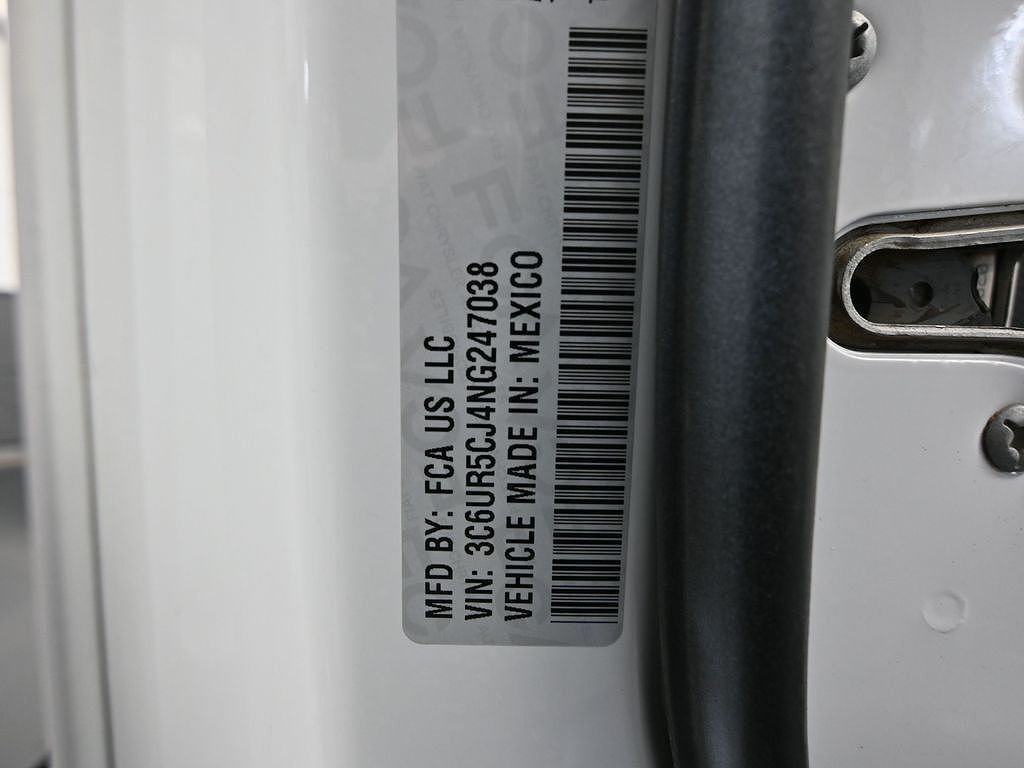 MFD BY: FCA US LLC
VIN: 3C6UR5CJ4NG247038
VEHICLE MADE IN: MEXICO